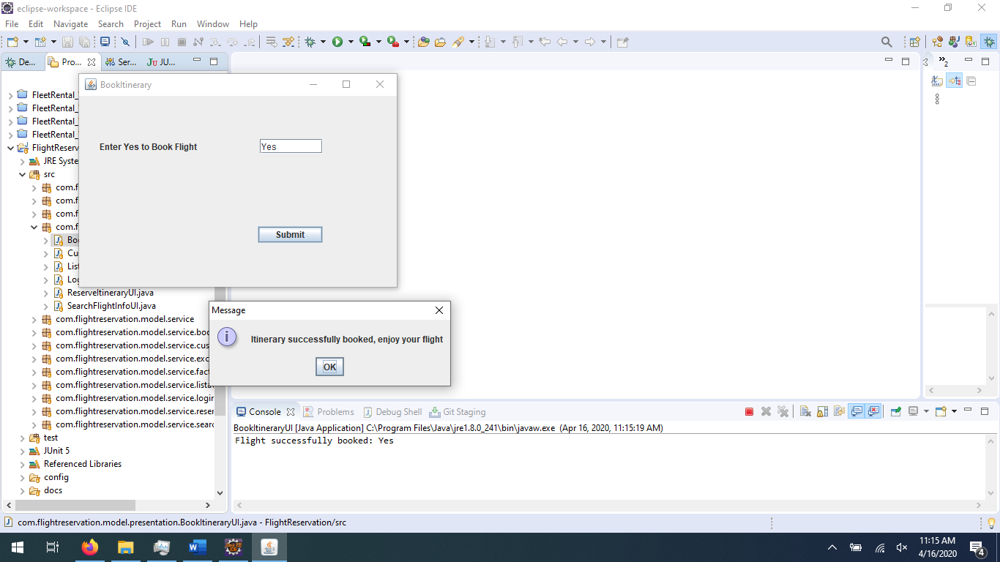 eclipse-workspace - Eclipse IDE
File Edit Navigate Search Project Run Window Help
De... Pro... Ser... JU...
2
BookItinerary
Enter Yes to Book Flight Yes
Submit
FleetRental_
FleetRental_
FleetRental_
FleetRental_
FlightReserv
JRE Syste
src
com.f
com.f
com.f
com.f
Boo
Cu
List
Log
ReserveItineraryUI.java
SearchFlightInfoUI.java
com.flightreservation.model.service
com.flightreservation.model.service.boo
com.flightreservation.model.service.cus
com.flightreservation.model.service.exc
com.flightreservation.model.service.fact
com.flightreservation.model.service.lista
com.flightreservation.model.service.login
com.flightreservation.model.service.reser
com.flightreservation.model.service.searc
test
JUnit 5
Referenced Libraries
config
docs
Message
Itinerary successfully booked, enjoy your flight
OK
Console Problems Debug Shell Git Staging
BookItineraryUI [Java Application] C:\Program Files\Java\jre1.8.0_241\bin\javaw.exe (Apr 16, 2020, 11:15:19 AM)
Flight successfully booked: Yes
com.flightreservation.model.presentation.BookItineraryUI.java - FlightReservation/src
11:15 AM
4/16/2020
4